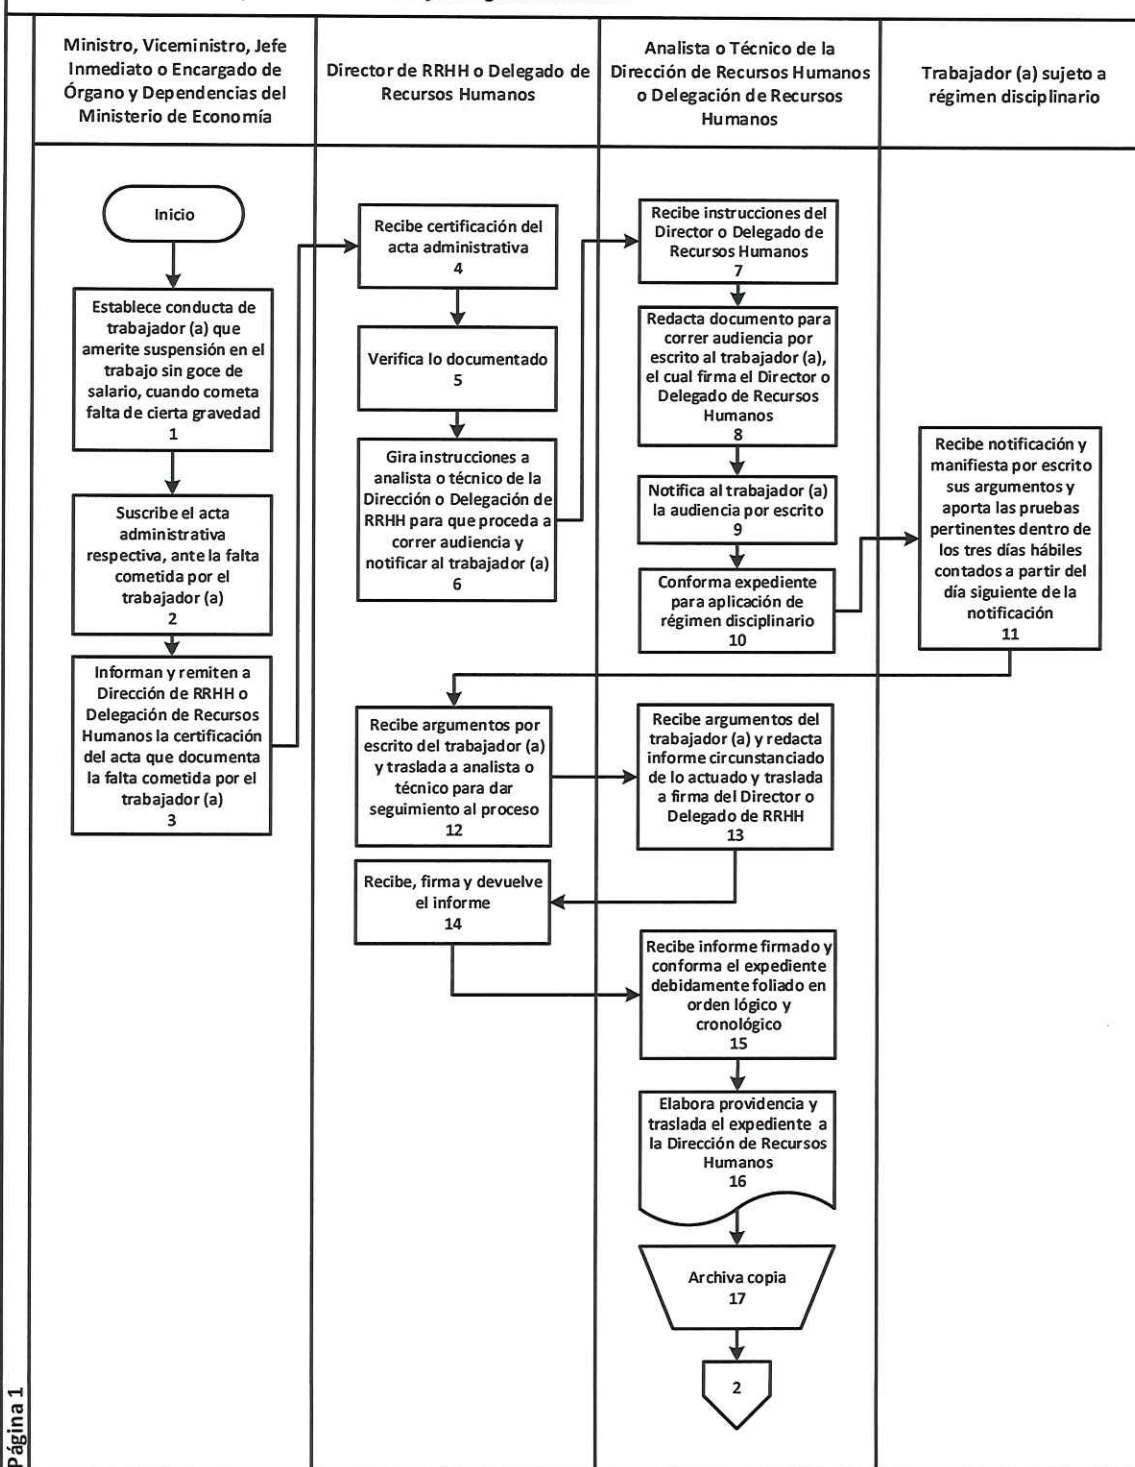 Ministro, Viceministro, Jefe
Inmediato o Encargado de
Órgano y Dependencias del
Ministerio de Economía
Director de RRHH o Delegado de
Recursos Humanos
Analista o Técnico de la
Dirección de Recursos Humanos
o Delegación de Recursos
Humanos
Trabajador (a) sujeto a
régimen disciplinario
Inicio
Establece conducta de
trabajador (a) que
amerite suspensión en el
trabajo sin goce de
salario, cuando cometa
falta de cierta gravedad
1
Suscribe el acta
administrativa
respectiva, ante la falta
cometida por el
trabajador (a)
2
Informan y remiten a
Dirección de RRHH o
Delegación de Recursos
Humanos la certificación
del acta que documenta
la falta cometida por el
trabajador (a)
3
Recibe certificación del
acta administrativa
4
Verifica lo documentado
5
Gira instrucciones a
analista o técnico de la
Dirección o Delegación de
RRHH para que proceda a
correr audiencia y
notificar al trabajador (a)
6
Recibe instrucciones del
Director o Delegado de
Recursos Humanos
7
Redacta documento para
correr audiencia por
escrito al trabajador (a),
el cual firma el Director o
Delegado de Recursos
Humanos
8
Notifica al trabajador (a)
la audiencia por escrito
9
Conforma expediente
para aplicación de
régimen disciplinario
10
Recibe notificación y
manifiesta por escrito
sus argumentos y
aporta las pruebas
pertinentes dentro de
los tres días hábiles
contados a partir del
día siguiente de la
notificación
11
Recibe argumentos por
escrito del trabajador (a)
y traslada a analista o
técnico para dar
seguimiento al proceso
12
Recibe argumentos del
trabajador (a) y redacta
informe circunstanciado
de lo actuado y traslada
a firma del Director o
Delegado de RRHH
13
Recibe, firma y devuelve
el informe
14
Recibe informe firmado y
conforma el expediente
debidamente foliado en
orden lógico y
cronológico
15
Elabora providencia y
traslada el expediente a
la Dirección de Recursos
Humanos
16
Archiva copia
17
2
Página 1